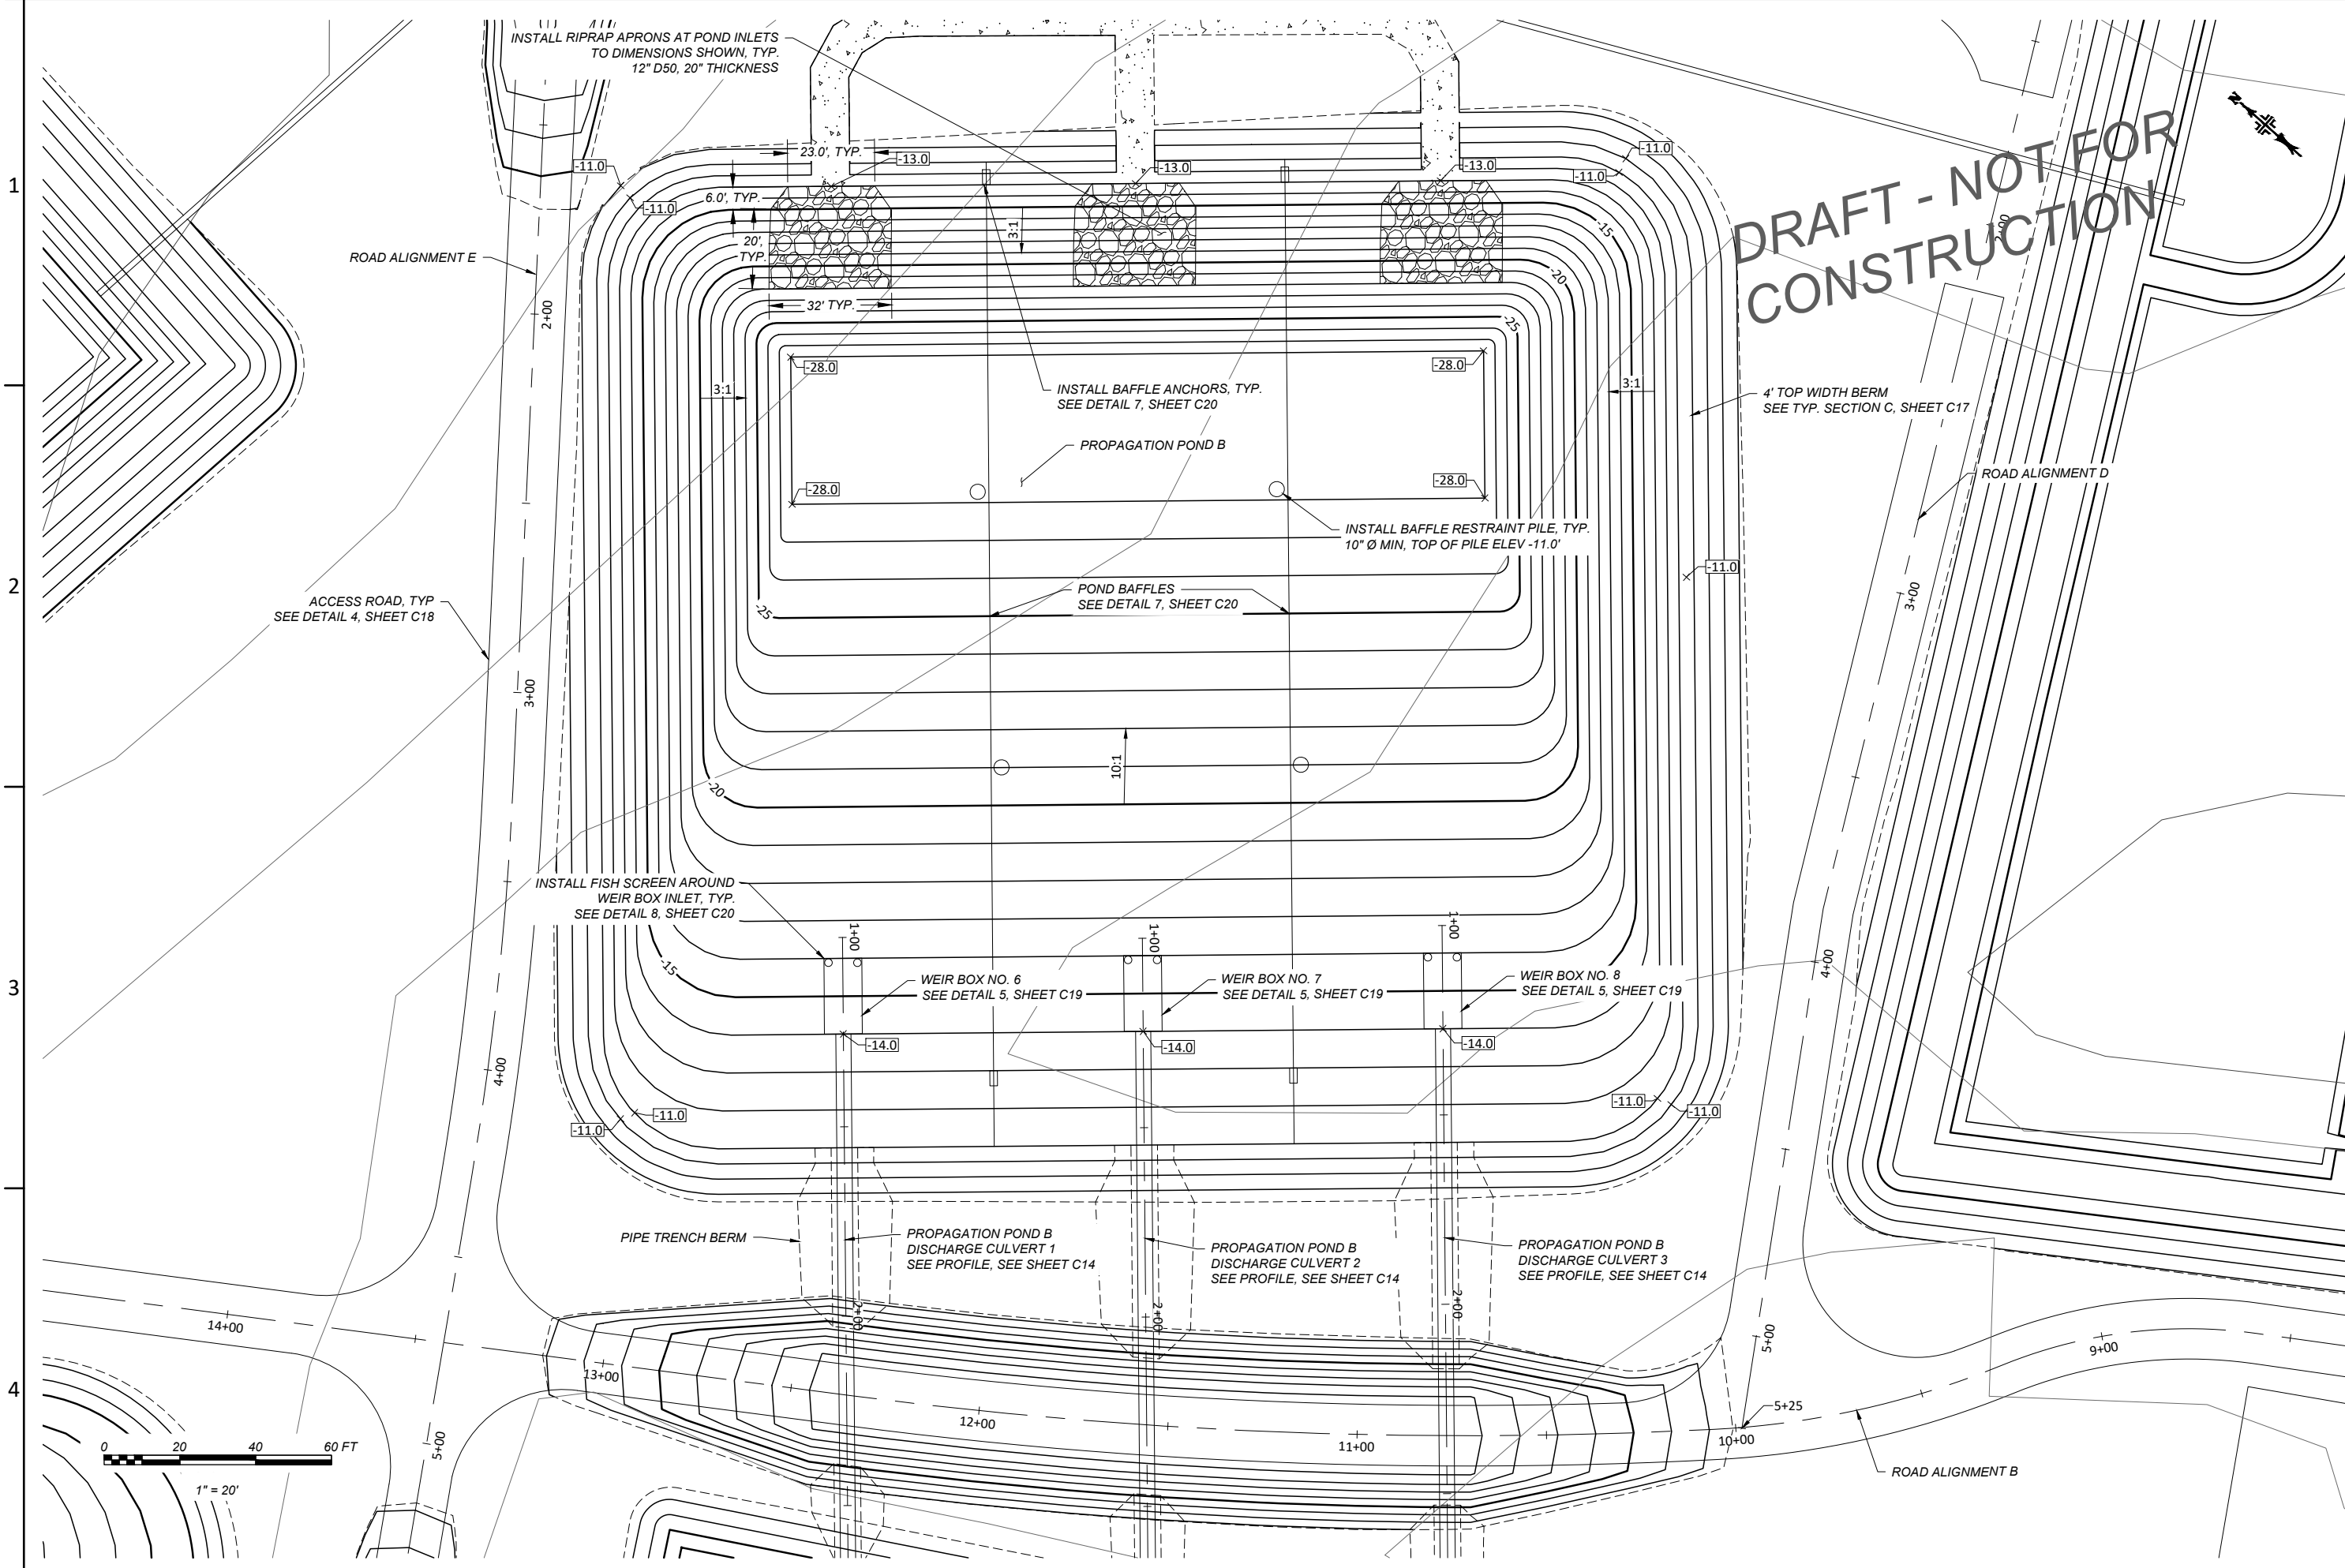 INSTALL RIPRAP APRONS AT POND INLETS
TO DIMENSIONS SHOWN, TYP.
12" D50, 20" THICKNESS
N
DRAFT - NOT FOR
CONSTRUCTION
1
23.0', TYP.
-13.0
-13.0
-13.0
-11.0
-11.0
-11.0
-11.0
6.0', TYP.
20',
TYP.
3:1
-15
-20
2+00
ROAD ALIGNMENT E
2+00
32' TYP.
-25
-28.0
-28.0
3:1
3:1
INSTALL BAFFLE ANCHORS, TYP.
SEE DETAIL 7, SHEET C20
4' TOP WIDTH BERM
SEE TYP. SECTION C, SHEET C17
PROPAGATION POND B
ROAD ALIGNMENT D
-28.0
-28.0
INSTALL BAFFLE RESTRAINT PILE, TYP.
10" Ø MIN, TOP OF PILE ELEV -11.0'
-11.0
2
ACCESS ROAD, TYP
SEE DETAIL 4, SHEET C18
POND BAFFLES
SEE DETAIL 7, SHEET C20
3+00
-25
3+00
10:1
-20
INSTALL FISH SCREEN AROUND
WEIR BOX INLET, TYP.
SEE DETAIL 8, SHEET C20
1+00
1+00
1+00
4+00
-15
3
WEIR BOX NO. 6
SEE DETAIL 5, SHEET C19
WEIR BOX NO. 7
SEE DETAIL 5, SHEET C19
WEIR BOX NO. 8
SEE DETAIL 5, SHEET C19
-14.0
-14.0
-14.0
4+00
-11.0
-11.0
-11.0
-11.0
PIPE TRENCH BERM
PROPAGATION POND B
DISCHARGE CULVERT 1
SEE PROFILE, SEE SHEET C14
PROPAGATION POND B
DISCHARGE CULVERT 2
SEE PROFILE, SEE SHEET C14
PROPAGATION POND B
DISCHARGE CULVERT 3
SEE PROFILE, SEE SHEET C14
2+00
2+00
2+00
14+00
5+00
9+00
13+00
4
12+00
11+00
10+00
5+25
5+00
ROAD ALIGNMENT B
0 20 40 60 FT
1" = 20'